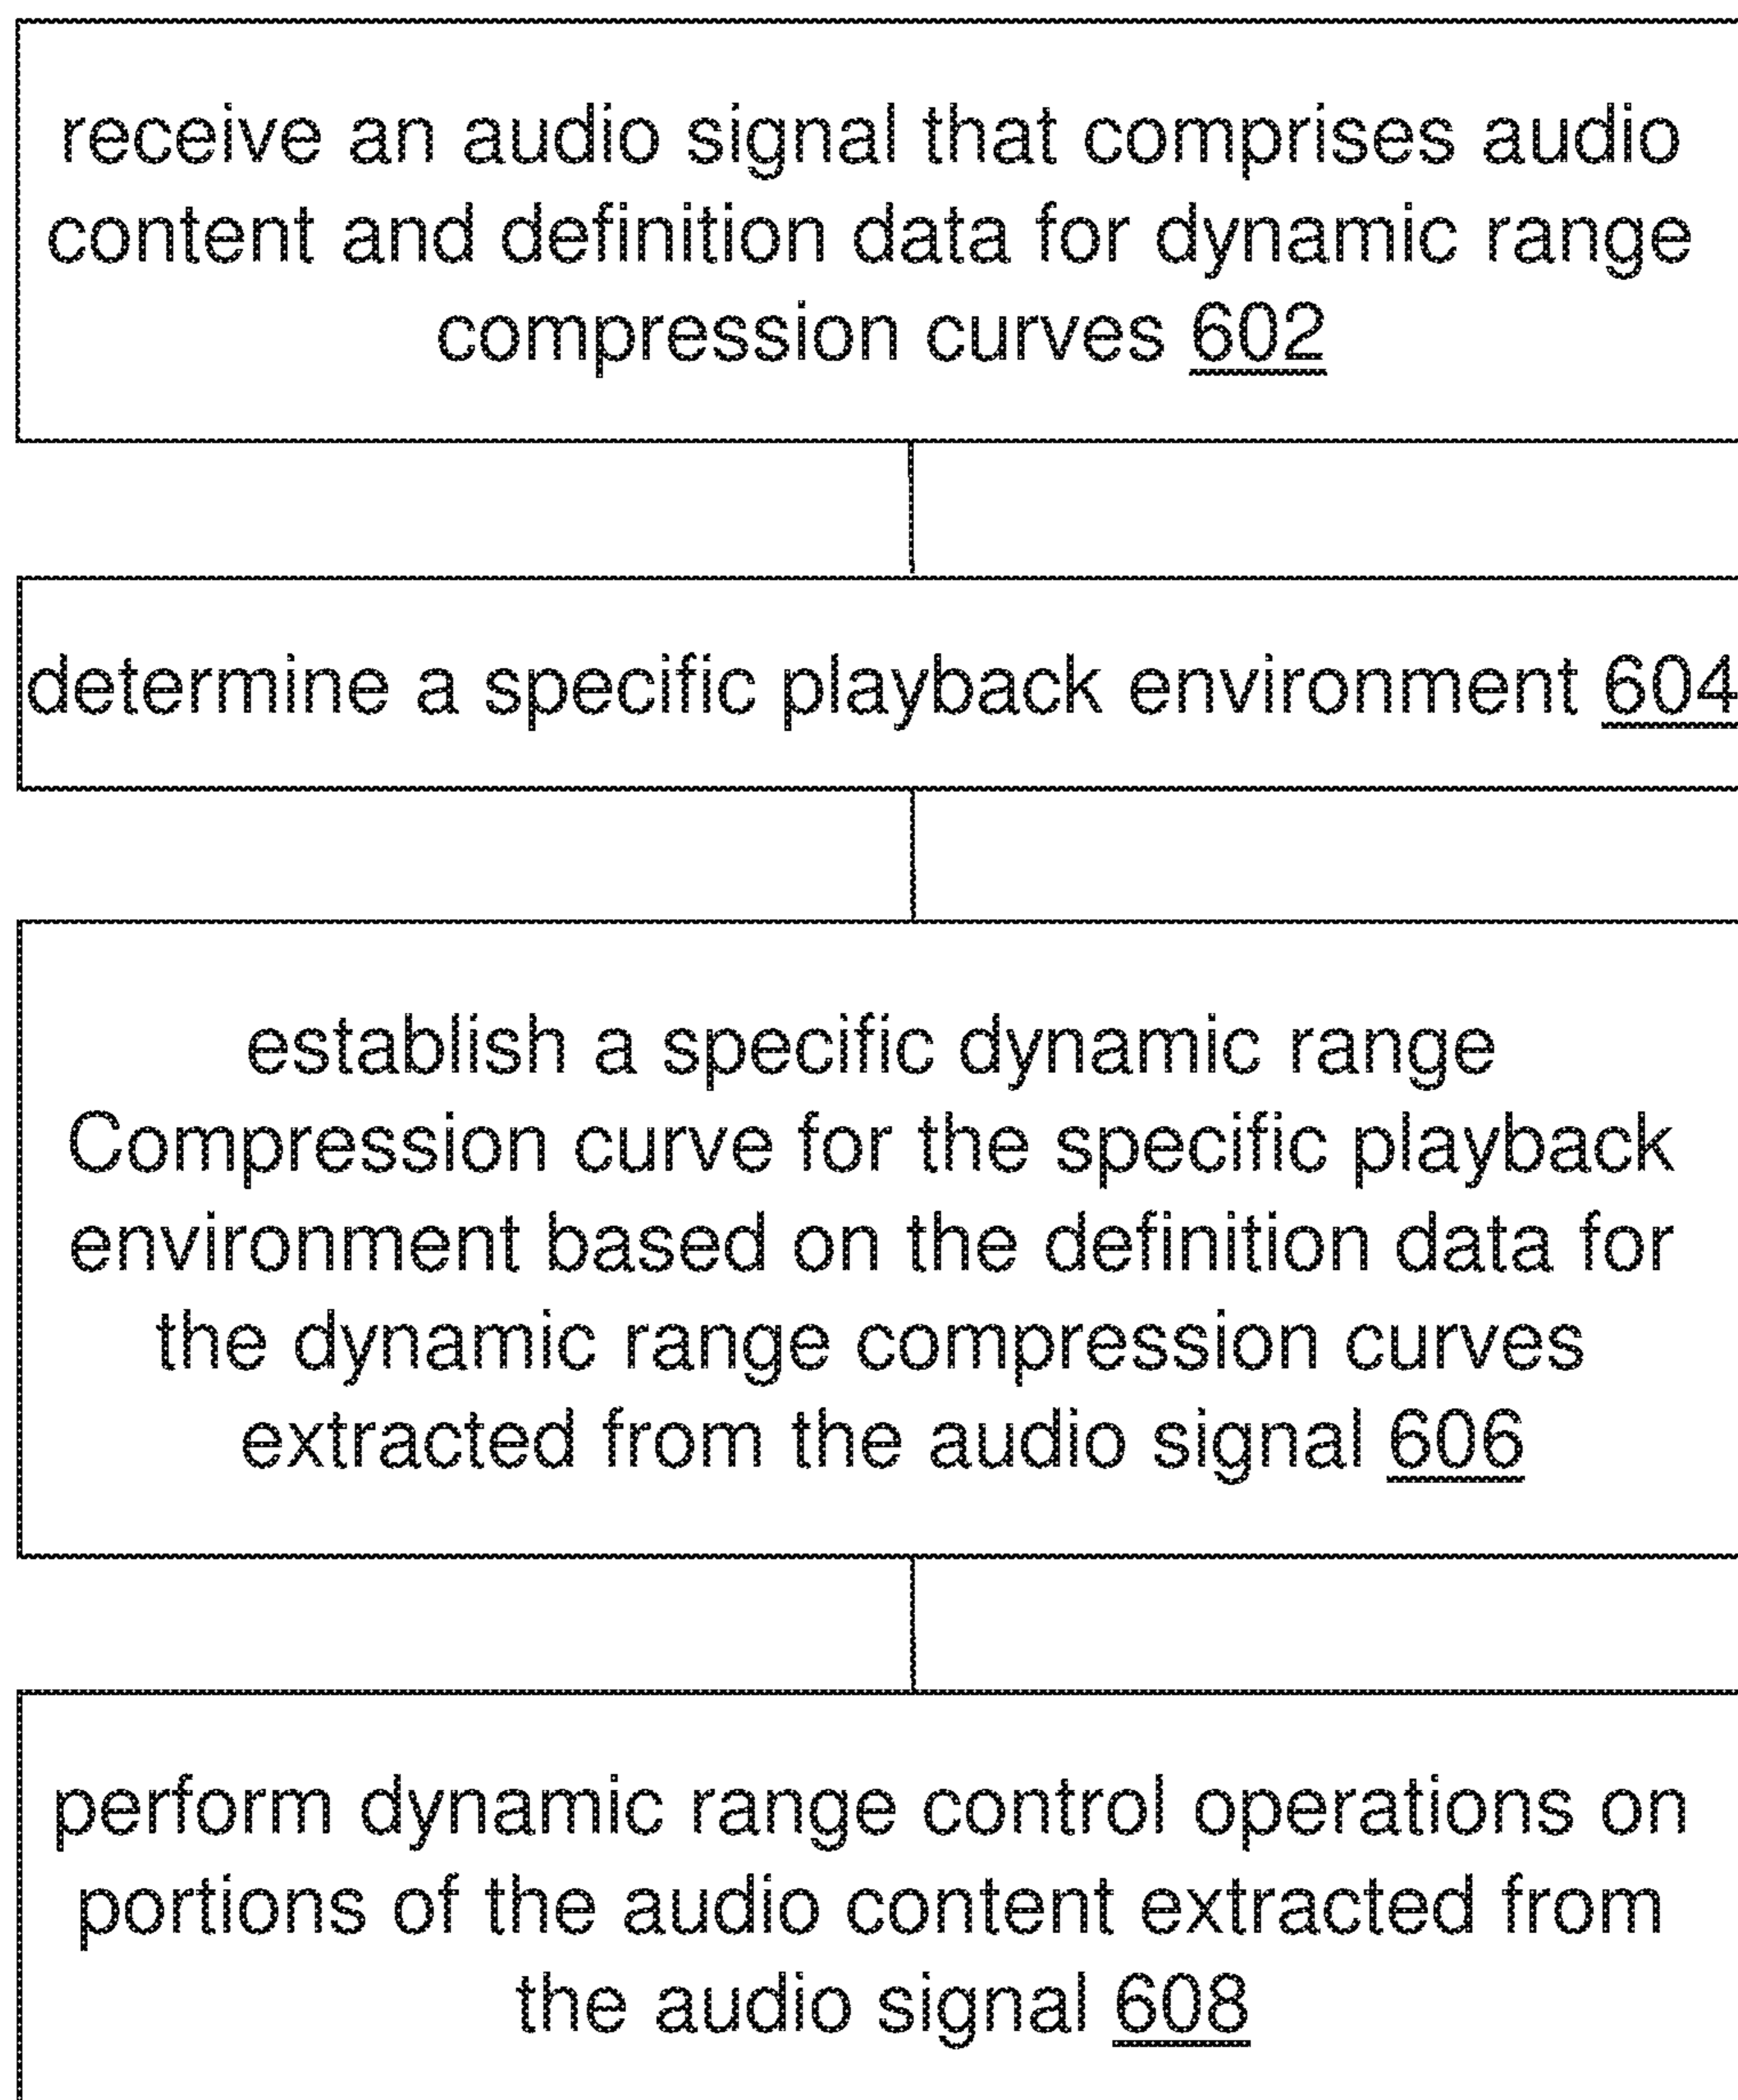 receive an audio signal that comprises audio
content and definition data for dynamic range
compression curves 602
determine a specific playback environment 604
establish a specific dynamic range
Compression curve for the specific playback
environment based on the definition data for
the dynamic range compression curves
extracted from the audio signal 606
perform dynamic range control operations on
portions of the audio content extracted from
the audio signal 608